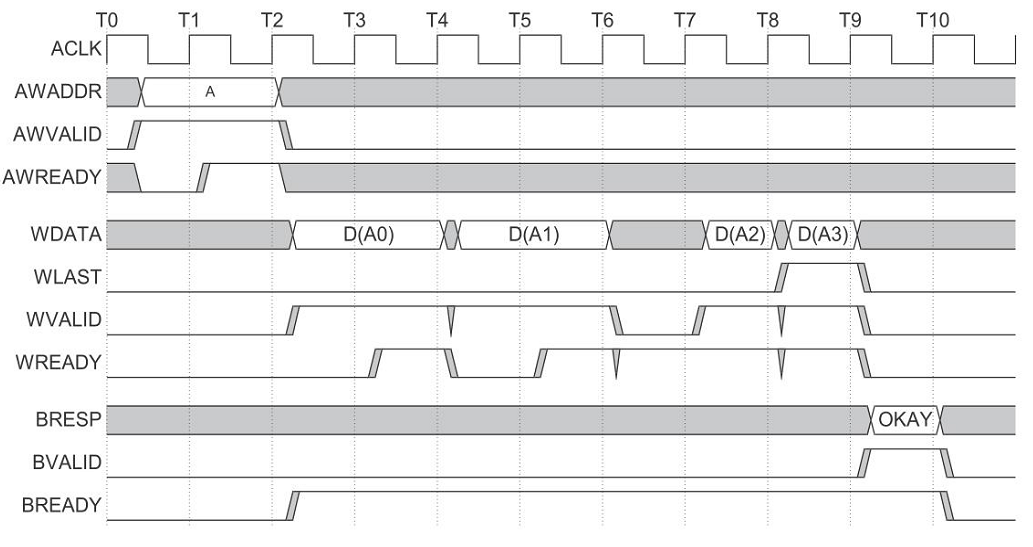 T0 T1 T2 T3 T4 T5 T6 T7 T8 T9 T10
ACLK
AWADDR A
AWVALID
AWREADY
WDATA D(A0) D(A1) D(A2) D(A3)
WLAST
WVALID
WREADY
BRESP OKAY
BVALID
BREADY